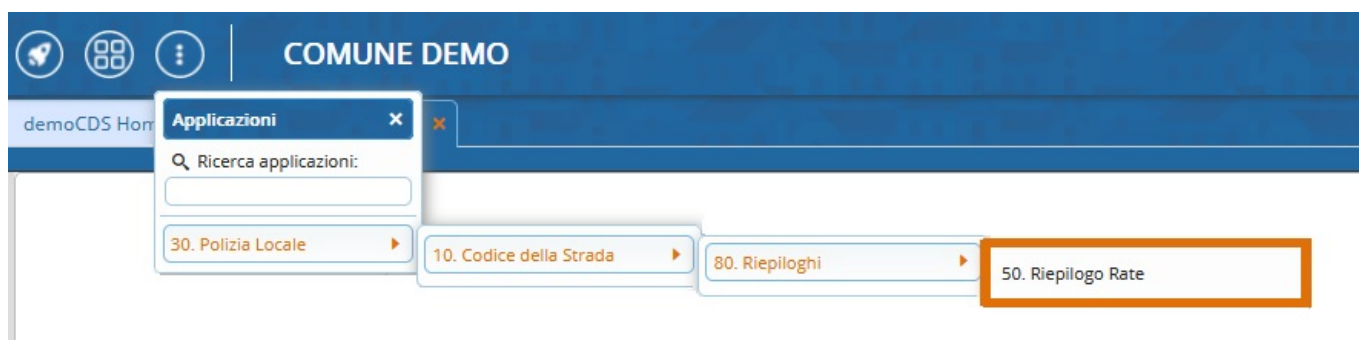 COMUNE DEMO
demoCDS Hom
Applicazioni
Ricerca applicazioni:
30. Polizia Locale
10. Codice della Strada
80. Riepiloghi
50. Riepilogo Rate